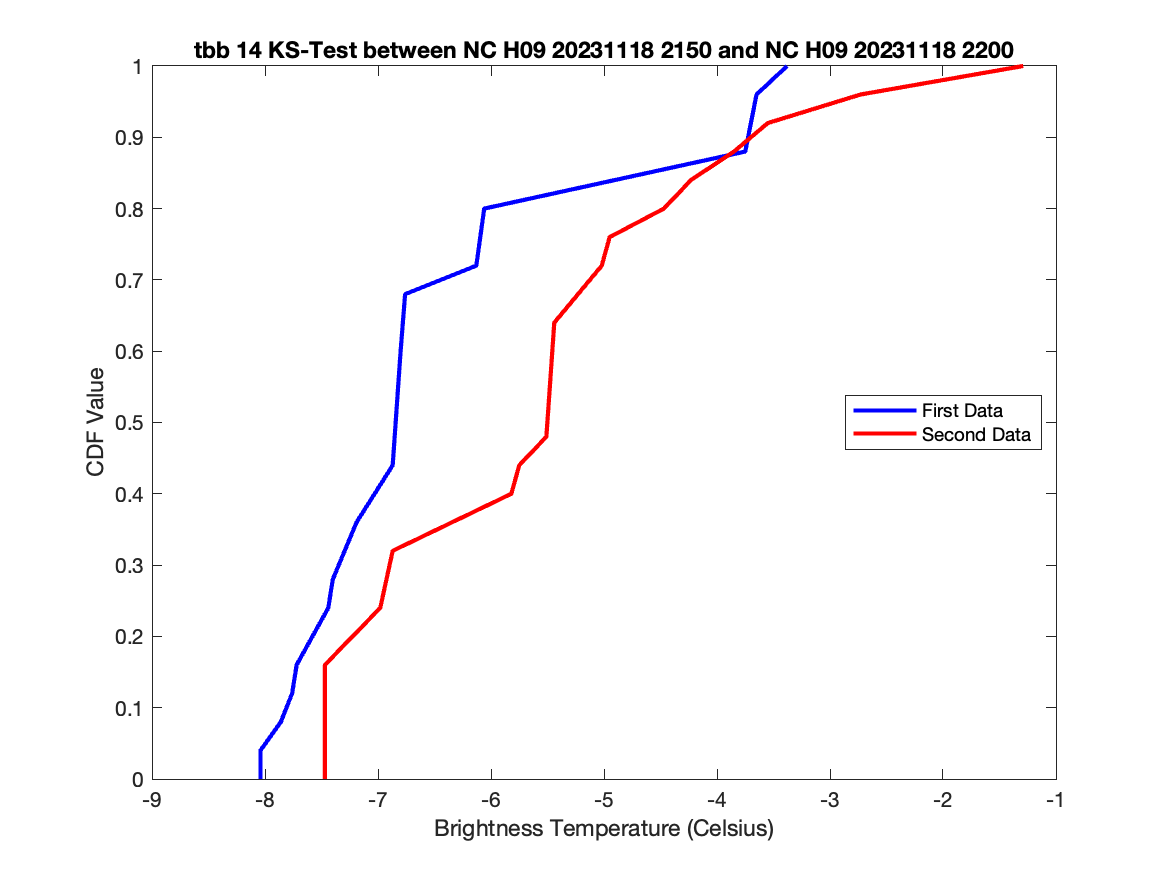 tbb 14 KS-Test between NC H09 20231118 2150 and NC H09 20231118 2200
1
0.9
0.8
0.7
0.6
0.5
0.4
0.3
0.2
0.1
0
CDF Value
First Data
Second Data
-9 -8 -7 -6 -5 -4 -3 -2 -1
Brightness Temperature (Celsius)